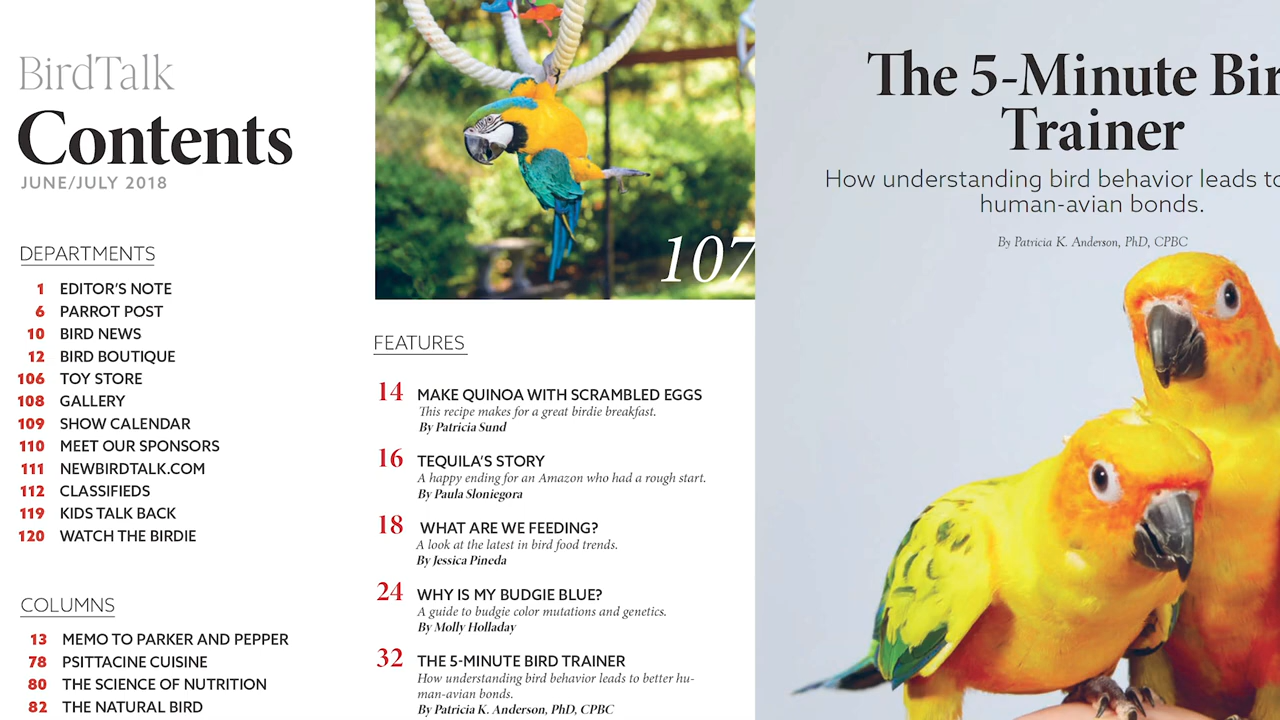 BirdTalk
Contents
JUNE/JULY 2018
DEPARTMENTS
1 EDITOR'S NOTE
6 PARROT POST
10 BIRD NEWS
12 BIRD BOUTIQUE
106 TOY STORE
108 GALLERY
109 SHOW CALENDAR
110 MEET OUR SPONSORS
111 NEWBIRDTALK.COM
112 CLASSIFIEDS
119 KIDS TALK BACK
120 WATCH THE BIRDIE
COLUMNS
13 MEMO TO PARKER AND PEPPER
78 PSITTACINE CUISINE
80 THE SCIENCE OF NUTRITION
82 THE NATURAL BIRD
107
FEATURES
14 MAKE QUINOA WITH SCRAMBLED EGGS
This recipe makes for a great birdie breakfast.
By Patricia Sund
16 TEQUILA'S STORY
A happy ending for an Amazon who had a rough start.
By Paula Sloniegora
18 WHAT ARE WE FEEDING?
A look at the latest in bird food trends.
By Jessica Pineda
24 WHY IS MY BUDGIE BLUE?
A guide to budgie color mutations and genetics.
By Molly Holladay
32 THE 5-MINUTE BIRD TRAINER
How understanding bird behavior leads to better hu-
man-avian bonds.
By Patricia K. Anderson, PhD, CPBC
The 5-Minute Bir
Trainer
How understanding bird behavior leads to
human-avian bonds.
By Patricia K. Anderson, PhD, CPBC